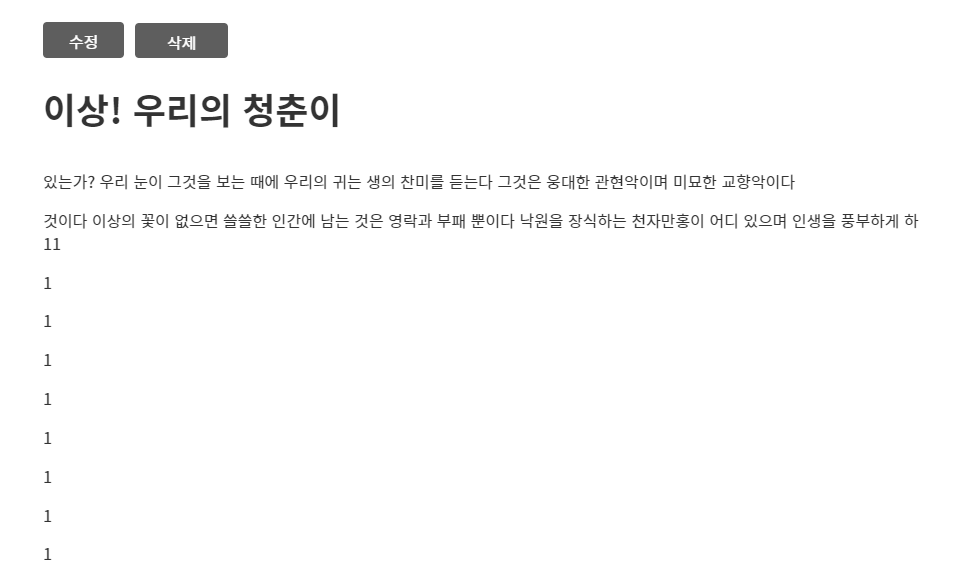 수정
삭제
이상! 우리의 청춘이
있는가? 우리 눈이 그것을 보는 때에 우리의 귀는 생의 찬미를 듣는다 그것은 웅대한 관현악이며 미묘한 교향악이다
것이다 이상의 꽃이 없으면 쓸쓸한 인간에 남는 것은 영락과 부패 뿐이다 낙원을 장식하는 천자만홍이 어디 있으며 인생을 풍부하게 하
11
1
1
1
1
1
1
1
1